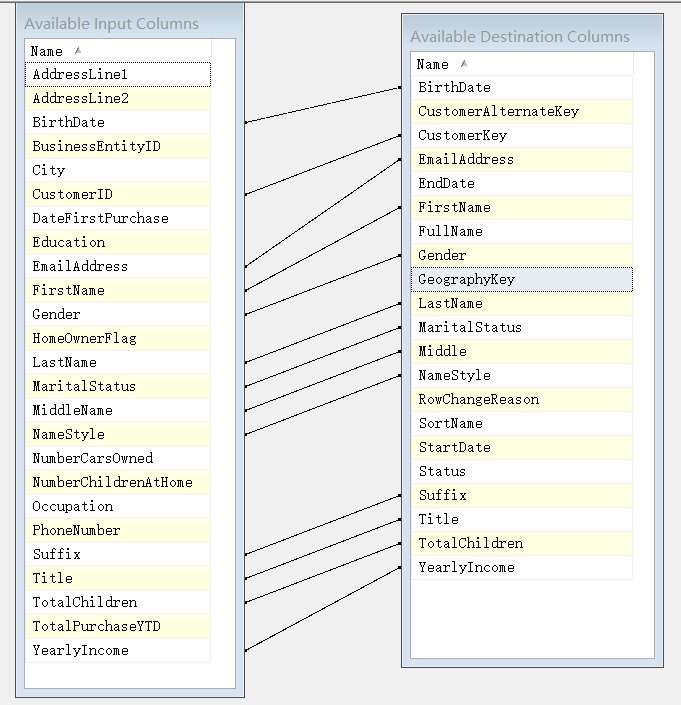 Available Input Columns
Name
AddressLine1
AddressLine2
BirthDate
BusinessEntityID
City
CustomerID
DateFirstPurchase
Education
EmailAddress
FirstName
Gender
HomeOwnerFlag
LastName
MaritalStatus
MiddleName
NameStyle
NumberCarsOwned
NumberChildrenAtHome
Occupation
PhoneNumber
Suffix
Title
TotalChildren
TotalPurchaseYTD
YearlyIncome
Available Destination Columns
Name
BirthDate
CustomerAlternateKey
CustomerKey
EmailAddress
EndDate
FirstName
FullName
Gender
GeographyKey
LastName
MaritalStatus
Middle
NameStyle
RowChangeReason
SortName
StartDate
Status
Suffix
Title
TotalChildren
YearlyIncome